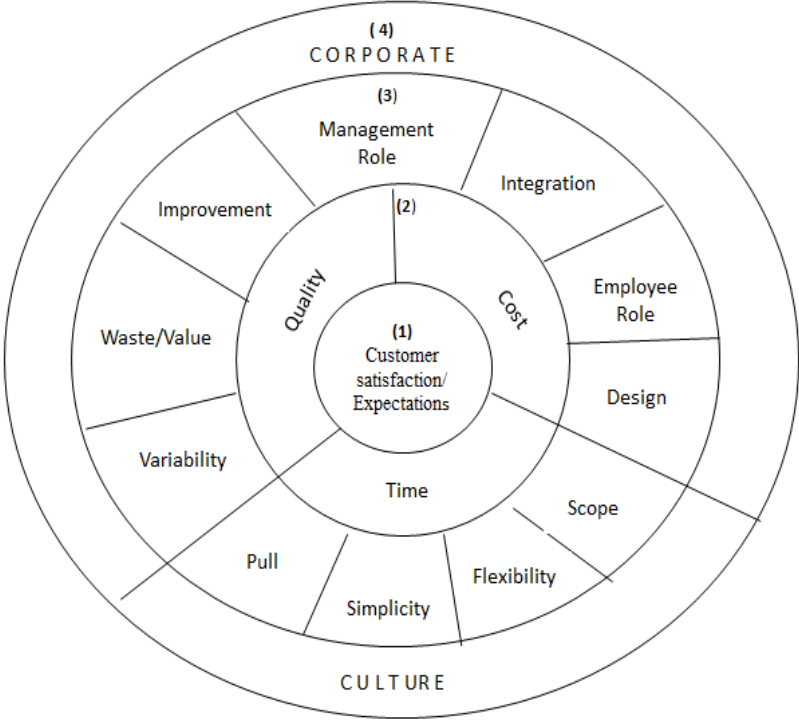 ( 4)
CORPORATE
(3)
Management
Role
Integration
Improvement
(2)
Quality
Cost
Employee
Role
Waste/Value
(1)
Customer
satisfaction/
Expectations
Design
Variability
Time
Scope
Pull
Flexibility
Simplicity
CULTURE